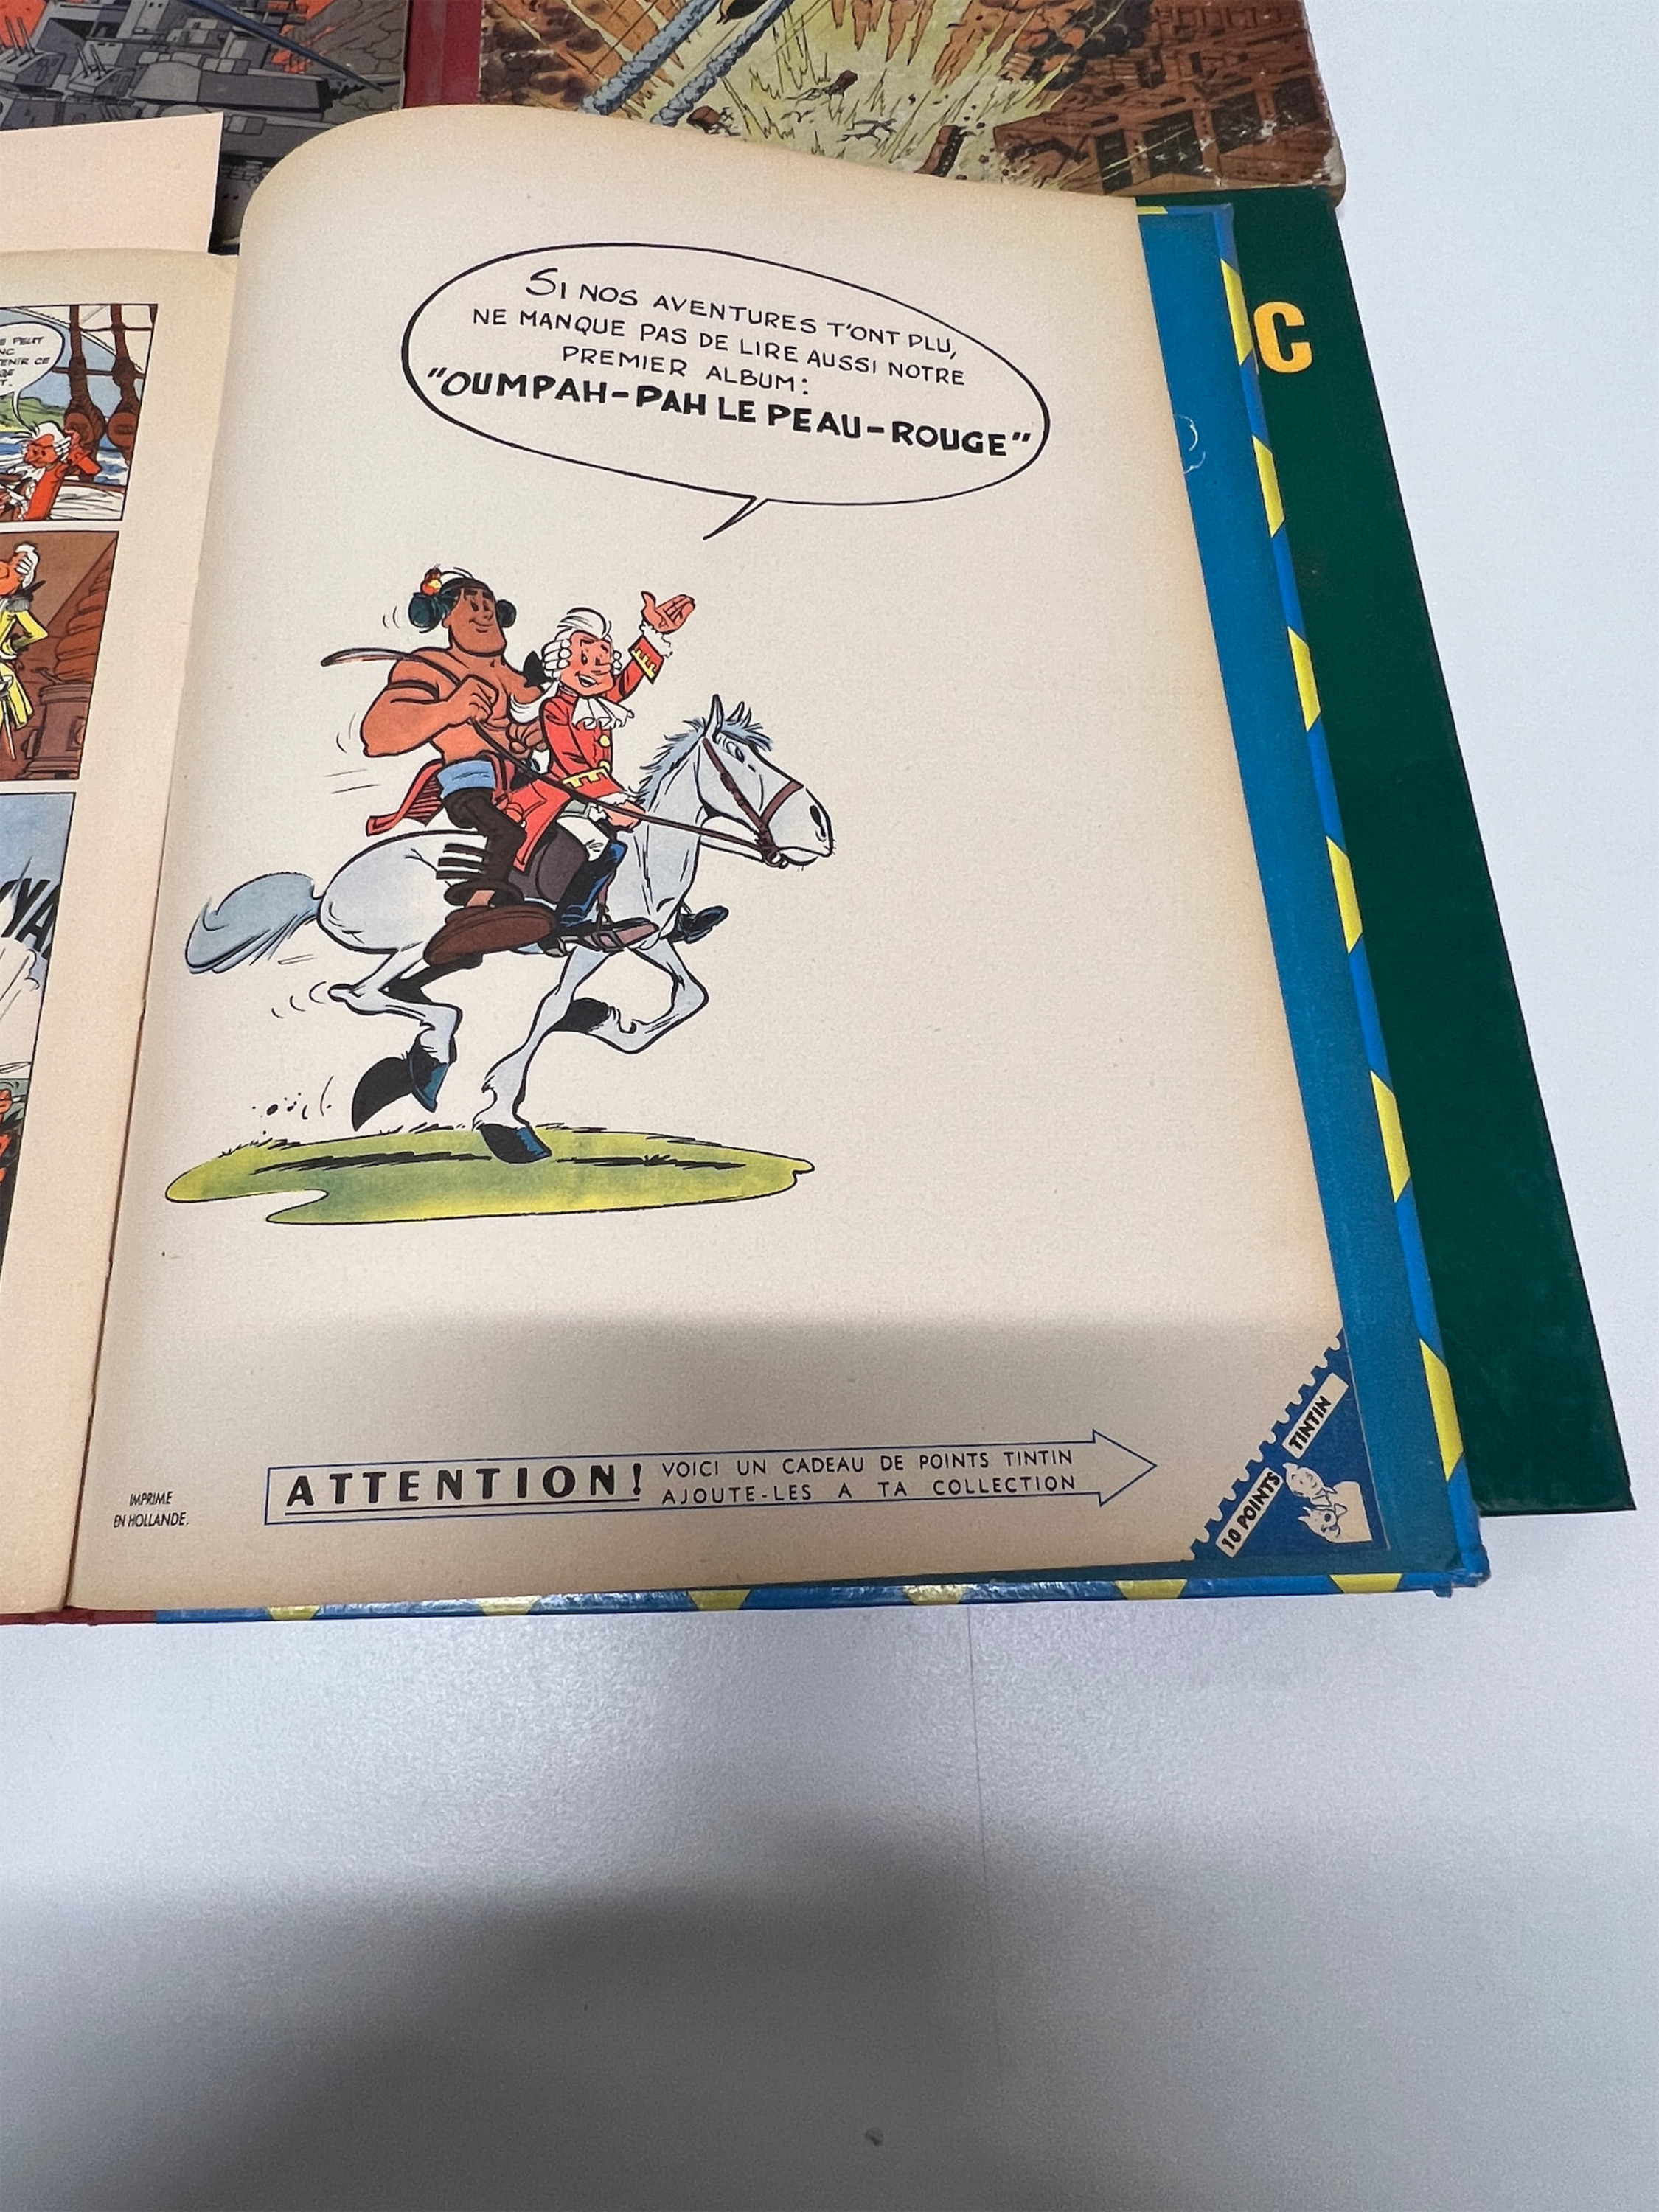 SI NOS AVENTURES T'ONT PLU,
NE MANQUE PAS DE LIRE AUSSI NOTRE
PREMIER ALBUM:
"OUMPAH-PAH LE PEAU-ROUGE"
ATTENTION!
VOICI UN CADEAU DE POINTS TINTIN
AJOUTE-LES A TA COLLECTION
10 POINTS TINTIN
IMPRIME
EN HOLLANDE.
C